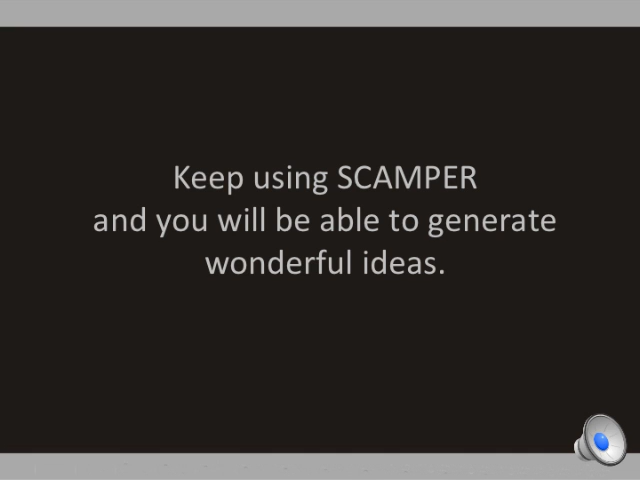 Keep using SCAMPER
and you will be able to generate
wonderful ideas.